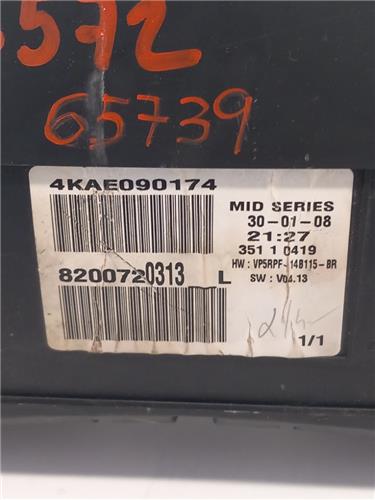 572
65739
4KAE090174
MID SERIES
30-01-08
21:27
351 1 0419
HW : VP5RPF-14B115-BR
SW : V04.13
8200720313 L
1/1